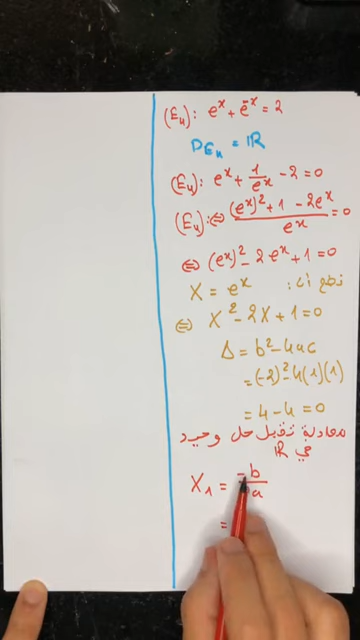 (E₄): eˣ + e⁻ˣ = 2
D_E₄ = ℝ
(E₄): eˣ + 1/eˣ - 2 = 0
(E₄): ⇔ ((eˣ)² + 1 - 2eˣ)/eˣ = 0
⇔ (eˣ)² - 2eˣ + 1 = 0
نضع أن: X = eˣ
⇔ X² - 2X + 1 = 0
Δ = b² - 4ac
= (-2)² - 4(1)(1)
= 4 - 4 = 0
معادلة تقبل حل وحيد
في ℝ
X₁ = -b/a
=